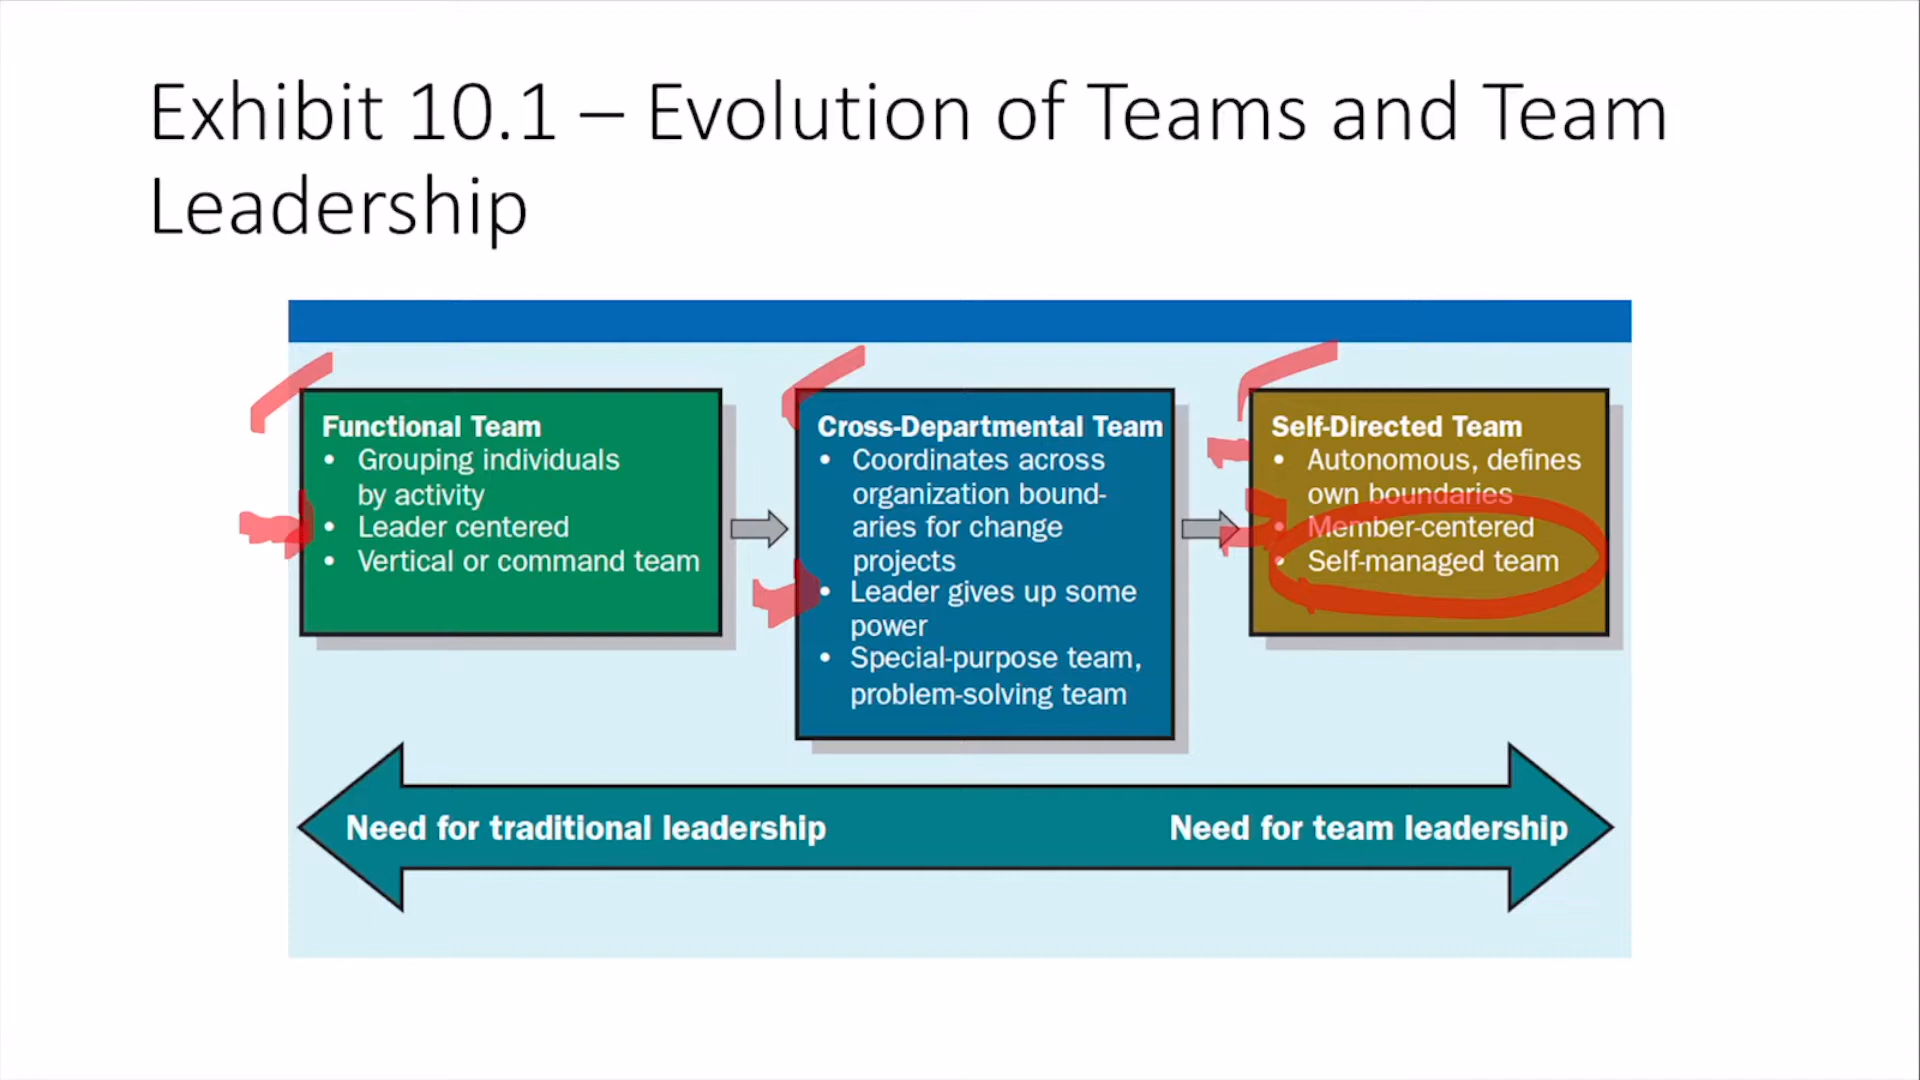 Exhibit 10.1 – Evolution of Teams and Team
Leadership
Functional Team
• Grouping individuals
by activity
• Leader centered
• Vertical or command team
Cross-Departmental Team
• Coordinates across
organization bound-
aries for change
projects
• Leader gives up some
power
• Special-purpose team,
problem-solving team
Self-Directed Team
• Autonomous, defines
own boundaries
• Member-centered
• Self-managed team
Need for traditional leadership
Need for team leadership